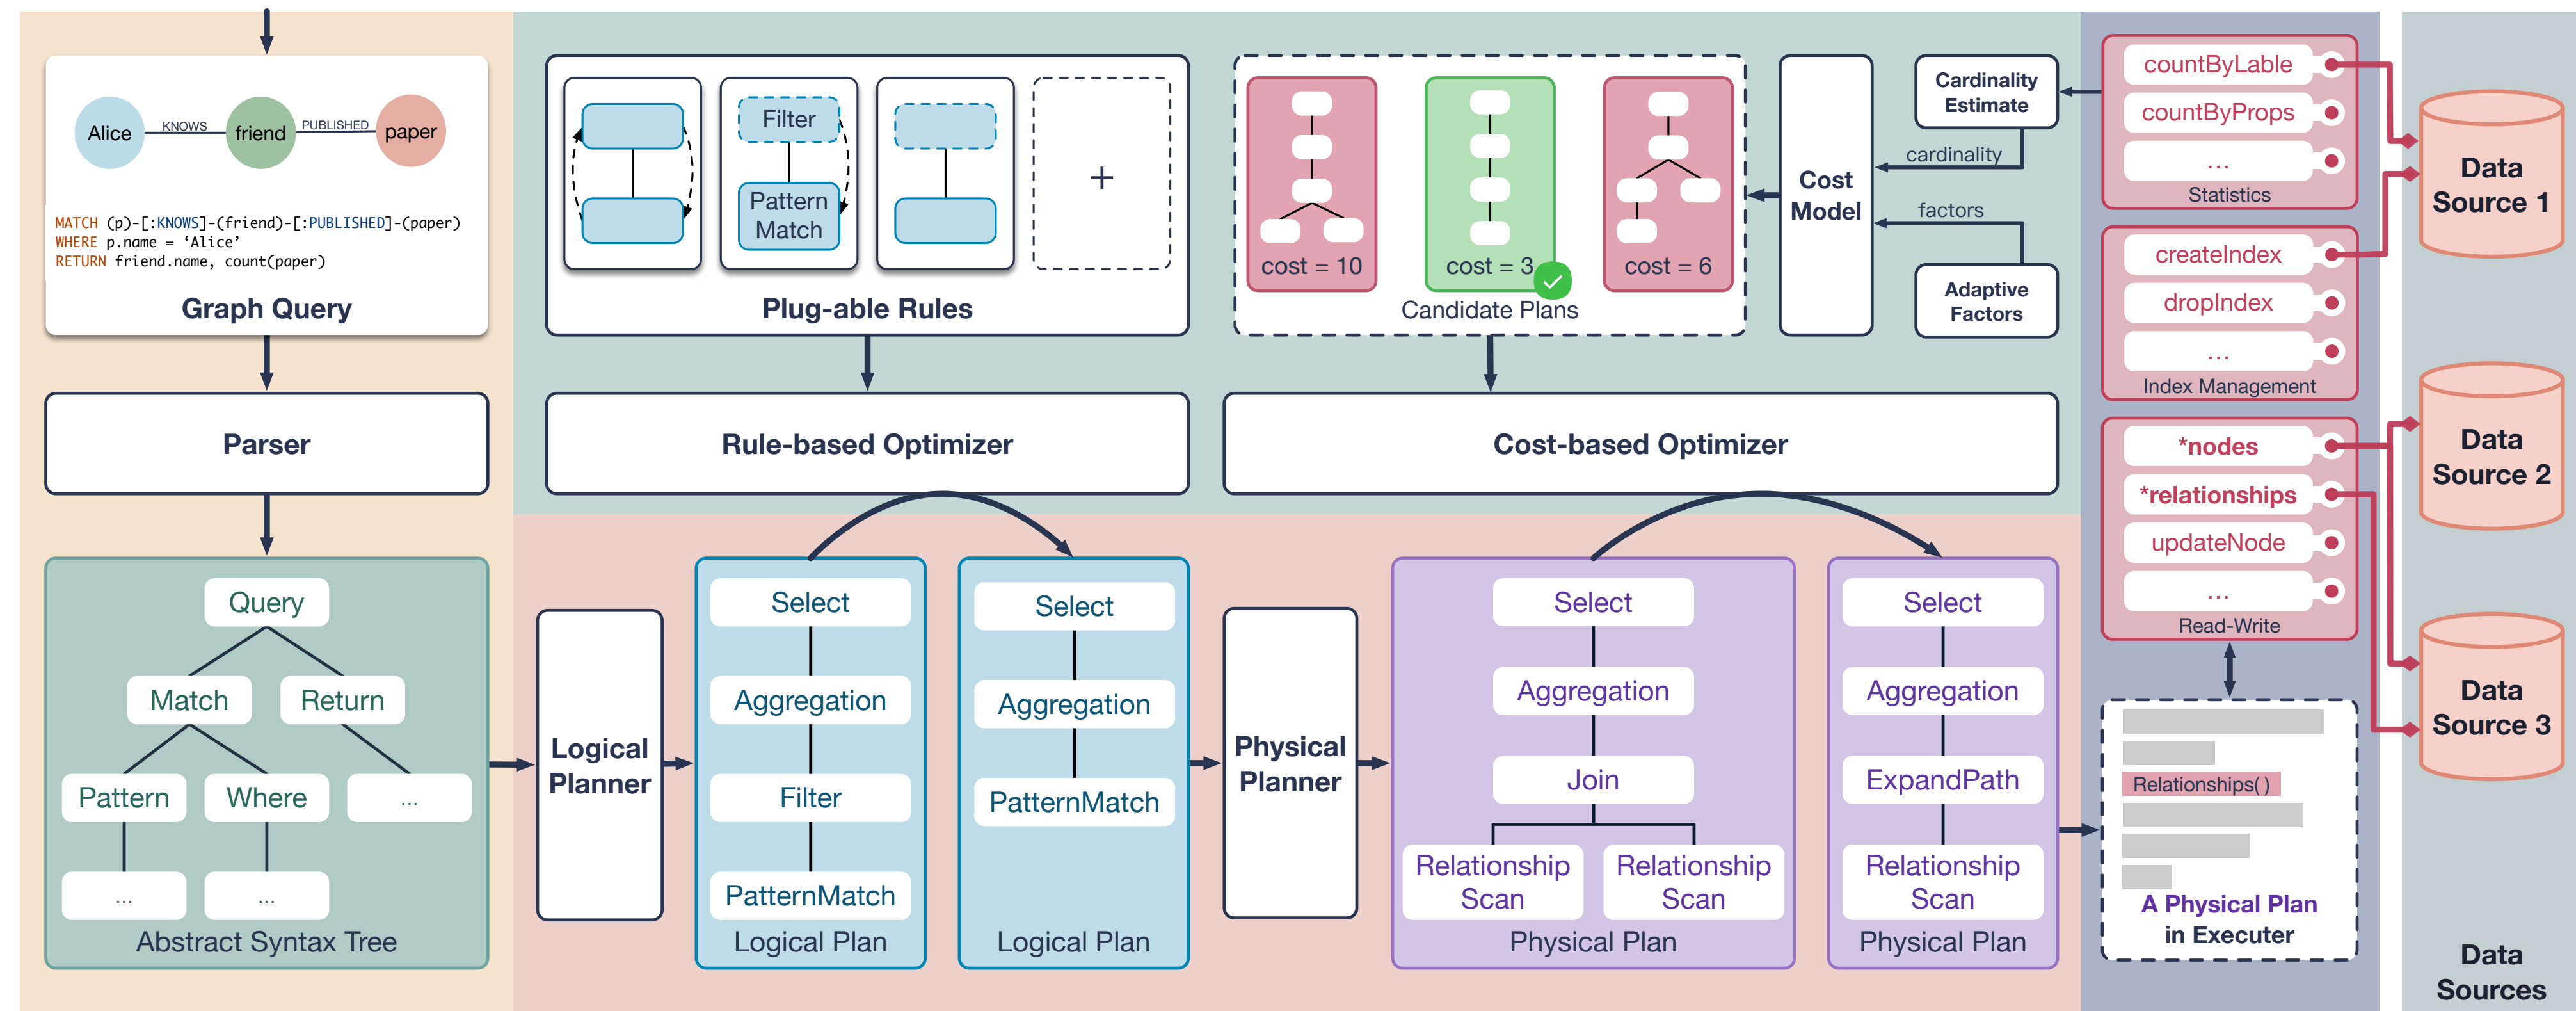 Alice
KNOWS
friend
PUBLISHED
paper
MATCH (p)-[:KNOWS]-(friend)-[:PUBLISHED]-(paper)
WHERE p.name = ‘Alice’
RETURN friend.name, count(paper)
Graph Query
Parser
Query
Match
Return
Pattern
Where
...
...
...
Abstract Syntax Tree
Filter
Pattern
Match
+
Plug-able Rules
Rule-based Optimizer
cost = 10
cost = 3
cost = 6
Candidate Plans
Cost
Model
Cardinality
Estimate
cardinality
factors
Adaptive
Factors
Cost-based Optimizer
Logical
Planner
Select
Aggregation
Filter
PatternMatch
Logical Plan
Select
Aggregation
PatternMatch
Logical Plan
Physical
Planner
Select
Aggregation
Join
Relationship
Scan
Relationship
Scan
Physical Plan
Select
Aggregation
ExpandPath
Relationship
Scan
Physical Plan
countByLable
countByProps
...
Statistics
createIndex
dropIndex
...
Index Management
*nodes
*relationships
updateNode
...
Read-Write
Relationships( )
A Physical Plan
in Executer
Data
Source 1
Data
Source 2
Data
Source 3
Data
Sources